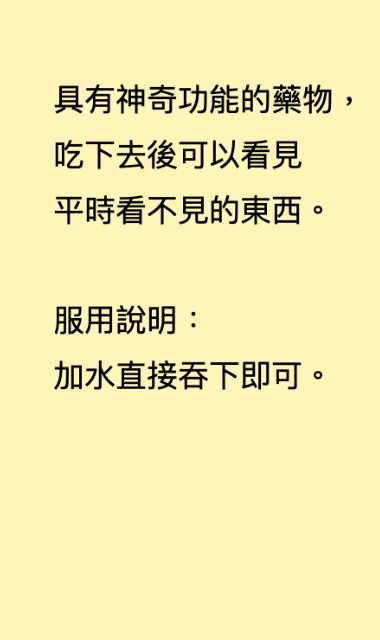 具有神奇功能的藥物，
吃下去後可以看見
平時看不見的東西。
服用說明：
加水直接吞下即可。